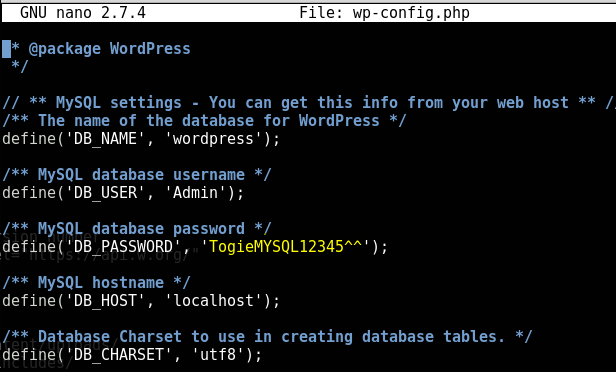 GNU nano 2.7.4 File: wp-config.php
* @package WordPress
*/
// ** MySQL settings - You can get this info from your web host ** //
/** The name of the database for WordPress */
define('DB_NAME', 'wordpress');
/** MySQL database username */
define('DB_USER', 'Admin');
/** MySQL database password */
define('DB_PASSWORD', 'TogieMYSQL12345^^');
/** MySQL hostname */
define('DB_HOST', 'localhost');
/** Database Charset to use in creating database tables. */
define('DB_CHARSET', 'utf8');